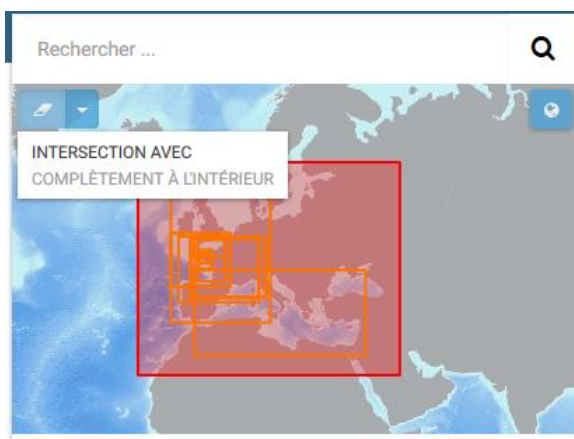 Rechercher ...
INTERSECTION AVEC
COMPLÈTEMENT À L'INTÉRIEUR